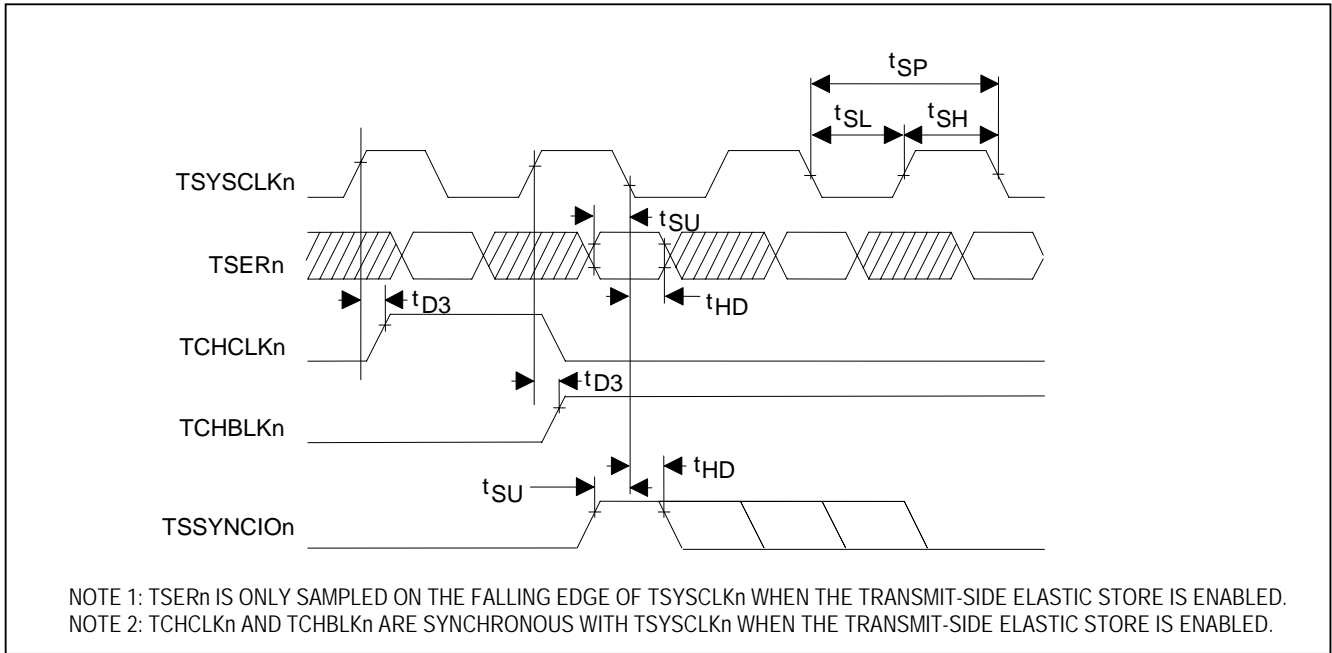 tSP
tSL tSH
TSYSCLKn
tSU
TSERn
tD3 tHD
TCHCLKn
tD3
TCHBLKn
tHD
tSU
TSSYNCIOn
NOTE 1: TSERn IS ONLY SAMPLED ON THE FALLING EDGE OF TSYSCLKn WHEN THE TRANSMIT-SIDE ELASTIC STORE IS ENABLED.
NOTE 2: TCHCLKn AND TCHBLKn ARE SYNCHRONOUS WITH TSYSCLKn WHEN THE TRANSMIT-SIDE ELASTIC STORE IS ENABLED.